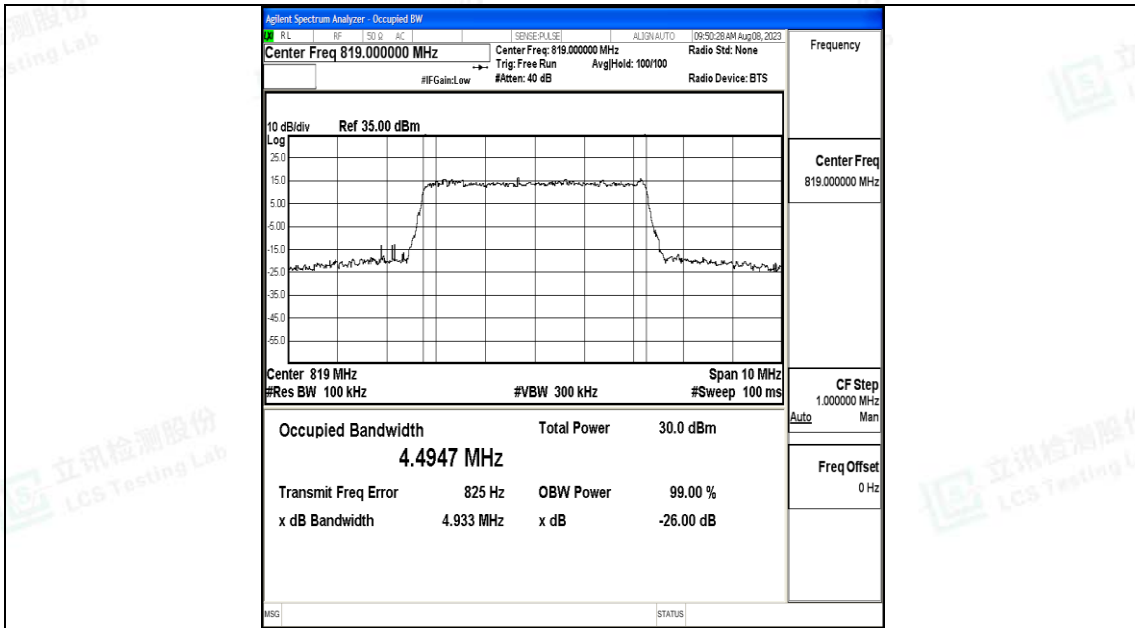 Agilent Spectrum Analyzer - Occupied BW
RL RF 50 Ω AC SENSE:PULSE ALIGN AUTO 09:50:28 AM Aug 08, 2023
Center Freq 819.000000 MHz
Center Freq: 819.000000 MHz Radio Std: None
Trig: Free Run Avg|Hold: 100/100
#IFGain:Low #Atten: 40 dB Radio Device: BTS
10 dB/div Ref 35.00 dBm
Log
25.0
15.0
5.00
-5.00
-15.0
-25.0
-35.0
-45.0
-55.0
Center 819 MHz Span 10 MHz
#Res BW 100 kHz #VBW 300 kHz #Sweep 100 ms
Occupied Bandwidth Total Power 30.0 dBm
4.4947 MHz
Transmit Freq Error 825 Hz OBW Power 99.00 %
x dB Bandwidth 4.933 MHz x dB -26.00 dB
MSG STATUS
Frequency
Center Freq
819.000000 MHz
CF Step
1.000000 MHz
Auto Man
Freq Offset
0 Hz
立讯检测股份
LCS Testing Lab